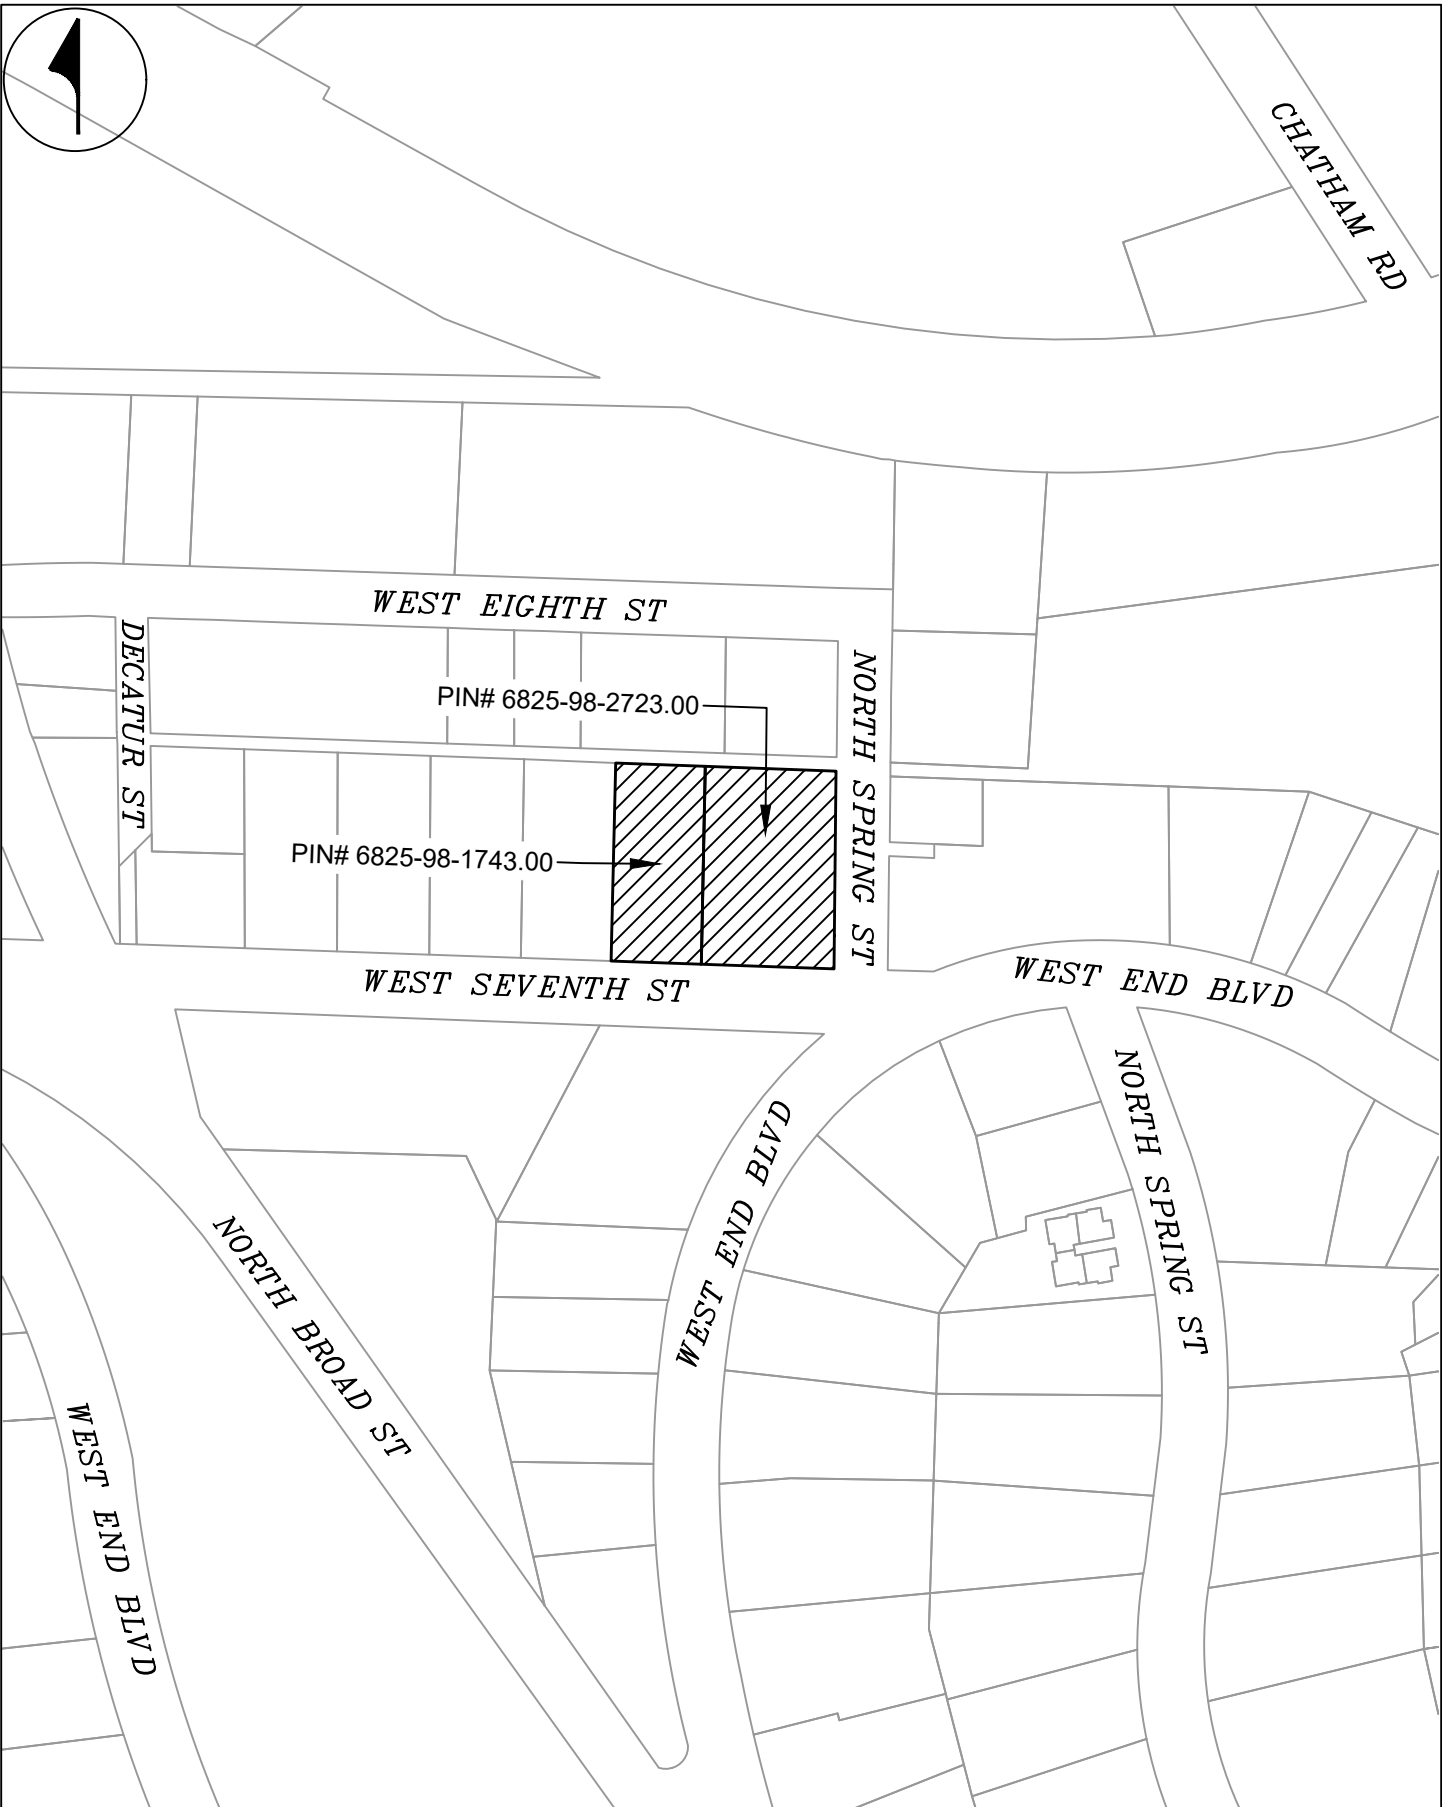 CHATHAM RD
WEST EIGHTH ST
DECATUR ST
NORTH SPRING ST
PIN# 6825-98-2723.00
PIN# 6825-98-1743.00
WEST SEVENTH ST
WEST END BLVD
NORTH SPRING ST
WEST END BLVD
NORTH BROAD ST
WEST END BLVD